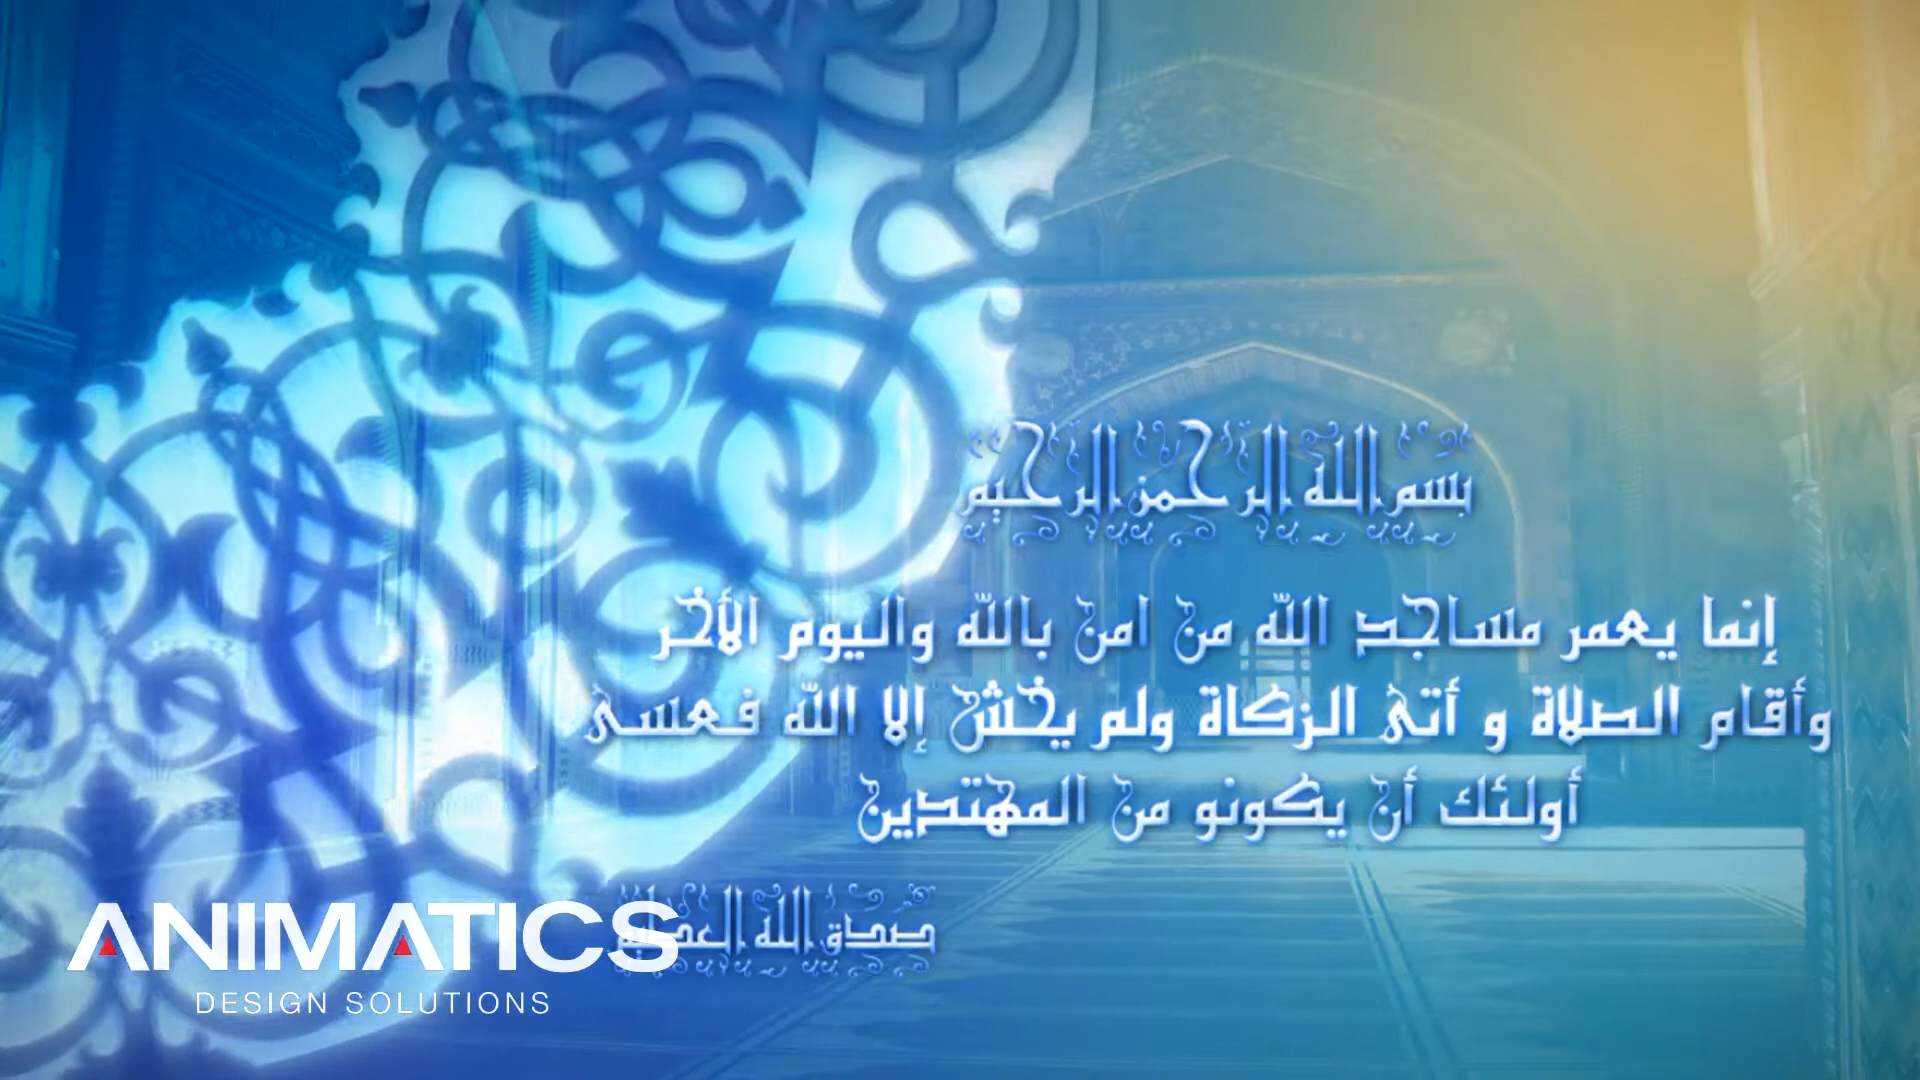 بسم الله الرحمن الرحيم
إنما يعمر مساجد الله من امن بالله واليوم الأخر
وأقام الصلاة و أتى الزكاة ولم يخش إلا الله فعسى
أولئك أن يكونو من المهتدين
صدق الله العظيم
ANIMATICS
DESIGN SOLUTIONS